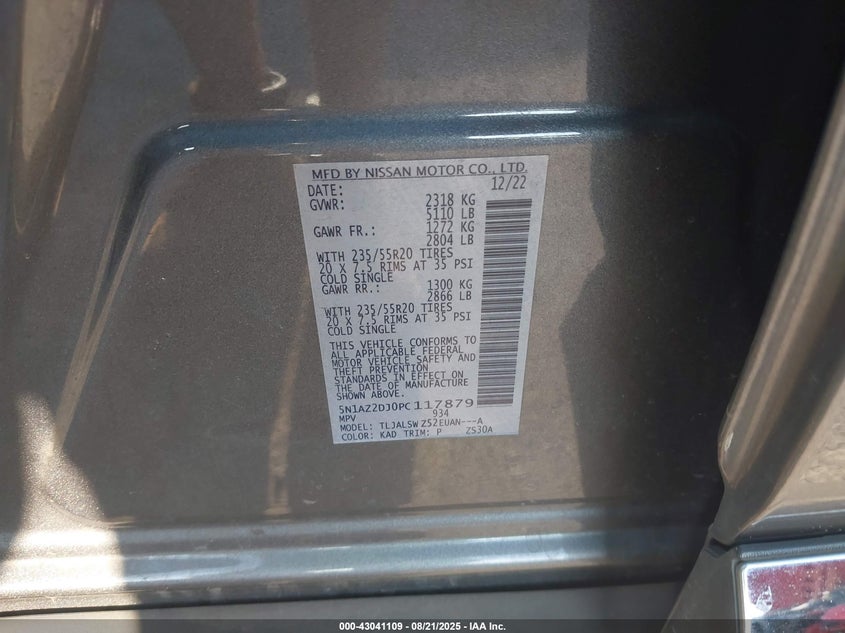 MFD BY NISSAN MOTOR CO., LTD.
DATE: 12/22
GVWR: 2318 KG
5110 LB
GAWR FR.: 1272 KG
2804 LB
WITH 235/55R20 TIRES
20 X 7.5 RIMS AT 35 PSI
COLD SINGLE
GAWR RR.: 1300 KG
2866 LB
WITH 235/55R20 TIRES
20 X 7.5 RIMS AT 35 PSI
COLD SINGLE
THIS VEHICLE CONFORMS TO
ALL APPLICABLE FEDERAL
MOTOR VEHICLE SAFETY AND
THEFT PREVENTION
STANDARDS IN EFFECT ON
THE DATE OF MANUFACTURE
SHOWN ABOVE.
5N1AZ2DJ0PC117879
MPV 934
MODEL: TLJALSWZ52EUAN---A
COLOR: KAD TRIM: P ZS30A
000-43041109 - 08/21/2025 - IAA Inc.